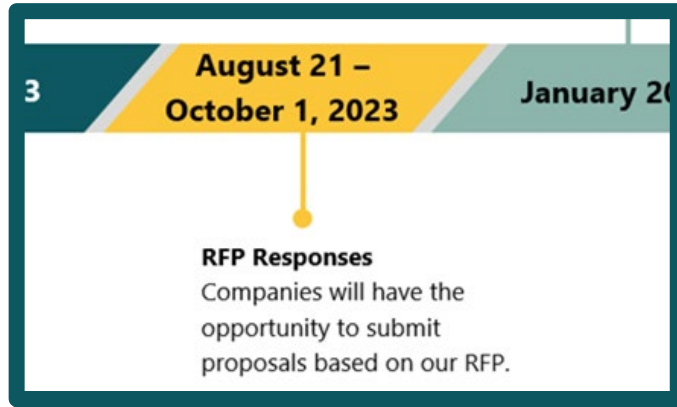 3
August 21 –
October 1, 2023
January 20
RFP Responses
Companies will have the
opportunity to submit
proposals based on our RFP.